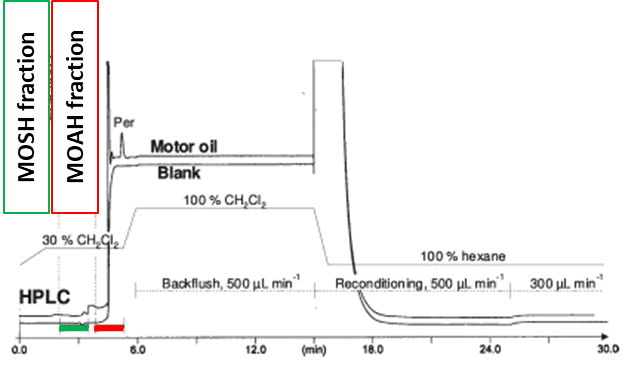 MOSH fraction
MOAH fraction
Per
Motor oil
Blank
100 % CH₂Cl₂
30 % CH₂Cl₂
100 % hexane
Backflush, 500 µL min⁻¹
Reconditioning, 500 µL min⁻¹
300 µL min⁻¹
HPLC
0.0
6.0
12.0
(min)
18.0
24.0
30.0